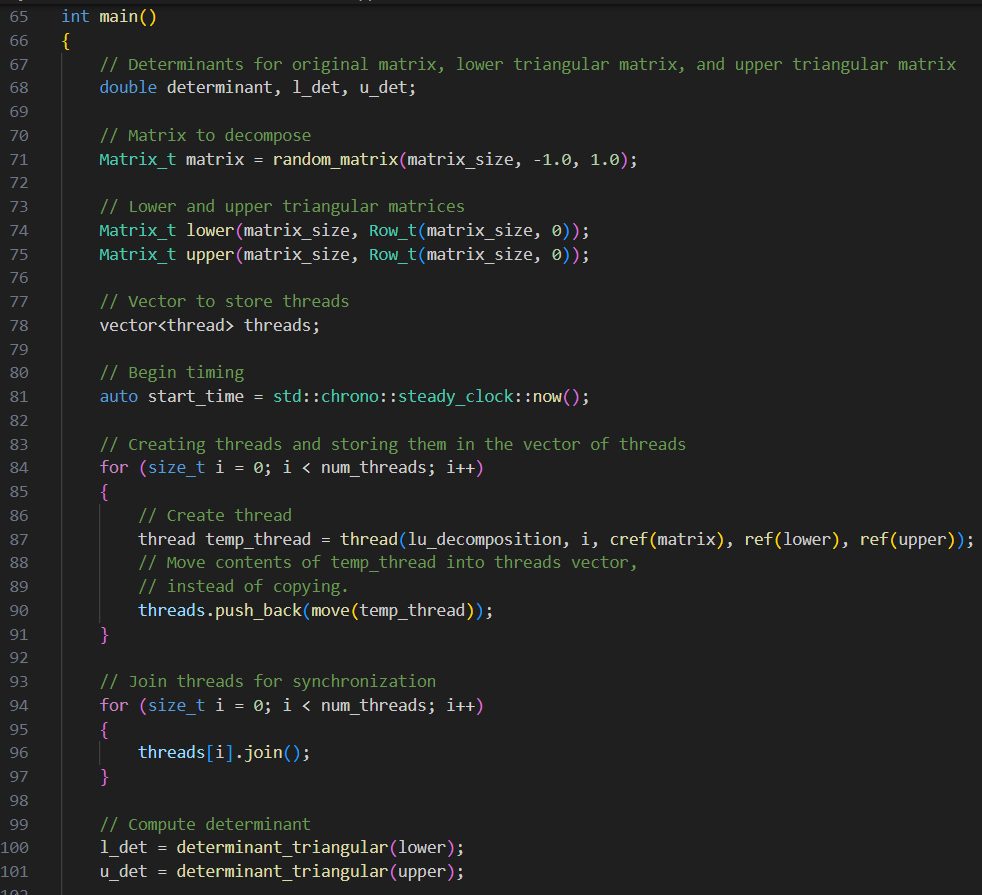 65 int main()
66 {
67 // Determinants for original matrix, lower triangular matrix, and upper triangular matrix
68 double determinant, l_det, u_det;
69
70 // Matrix to decompose
71 Matrix_t matrix = random_matrix(matrix_size, -1.0, 1.0);
72
73 // Lower and upper triangular matrices
74 Matrix_t lower(matrix_size, Row_t(matrix_size, 0));
75 Matrix_t upper(matrix_size, Row_t(matrix_size, 0));
76
77 // Vector to store threads
78 vector<thread> threads;
79
80 // Begin timing
81 auto start_time = std::chrono::steady_clock::now();
82
83 // Creating threads and storing them in the vector of threads
84 for (size_t i = 0; i < num_threads; i++)
85 {
86 // Create thread
87 thread temp_thread = thread(lu_decomposition, i, cref(matrix), ref(lower), ref(upper));
88 // Move contents of temp_thread into threads vector,
89 // instead of copying.
90 threads.push_back(move(temp_thread));
91 }
92
93 // Join threads for synchronization
94 for (size_t i = 0; i < num_threads; i++)
95 {
96 threads[i].join();
97 }
98
99 // Compute determinant
100 l_det = determinant_triangular(lower);
101 u_det = determinant_triangular(upper);